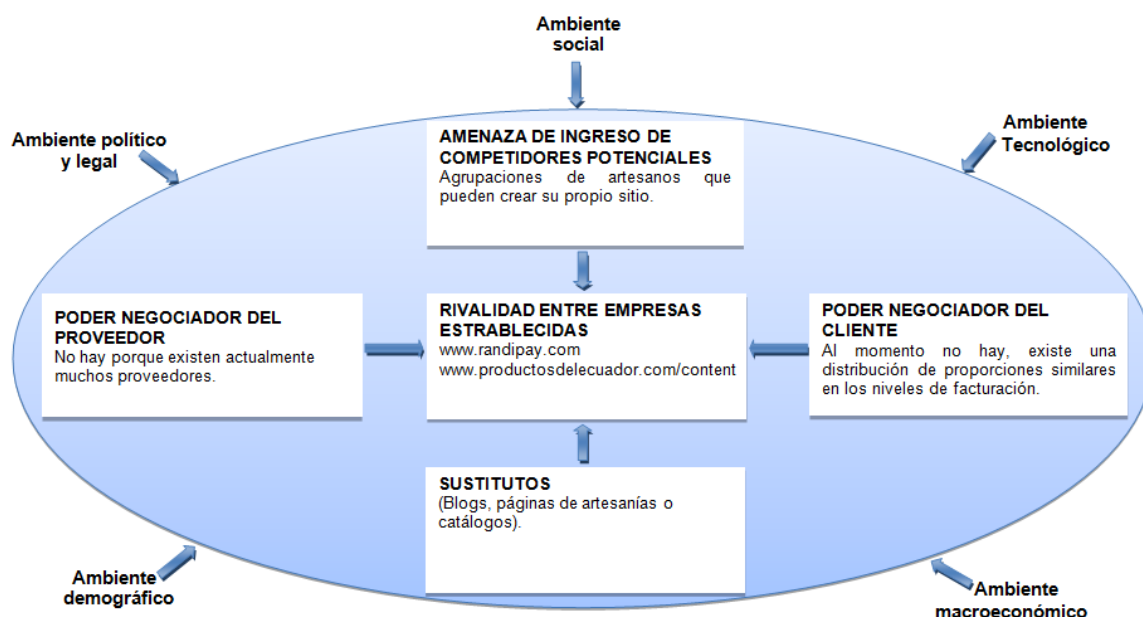 Ambiente
social
Ambiente político
y legal
Ambiente
Tecnológico
AMENAZA DE INGRESO DE
COMPETIDORES POTENCIALES
Agrupaciones de artesanos que
pueden crear su propio sitio.
PODER NEGOCIADOR DEL
PROVEEDOR
No hay porque existen actualmente
muchos proveedores.
RIVALIDAD ENTRE EMPRESAS
ESTRABLECIDAS
www.randipay.com
www.productosdelecuador.com/content
PODER NEGOCIADOR DEL
CLIENTE
Al momento no hay, existe una
distribución de proporciones similares
en los niveles de facturación.
SUSTITUTOS
(Blogs, páginas de artesanías o
catálogos).
Ambiente
demográfico
Ambiente
macroeconómico